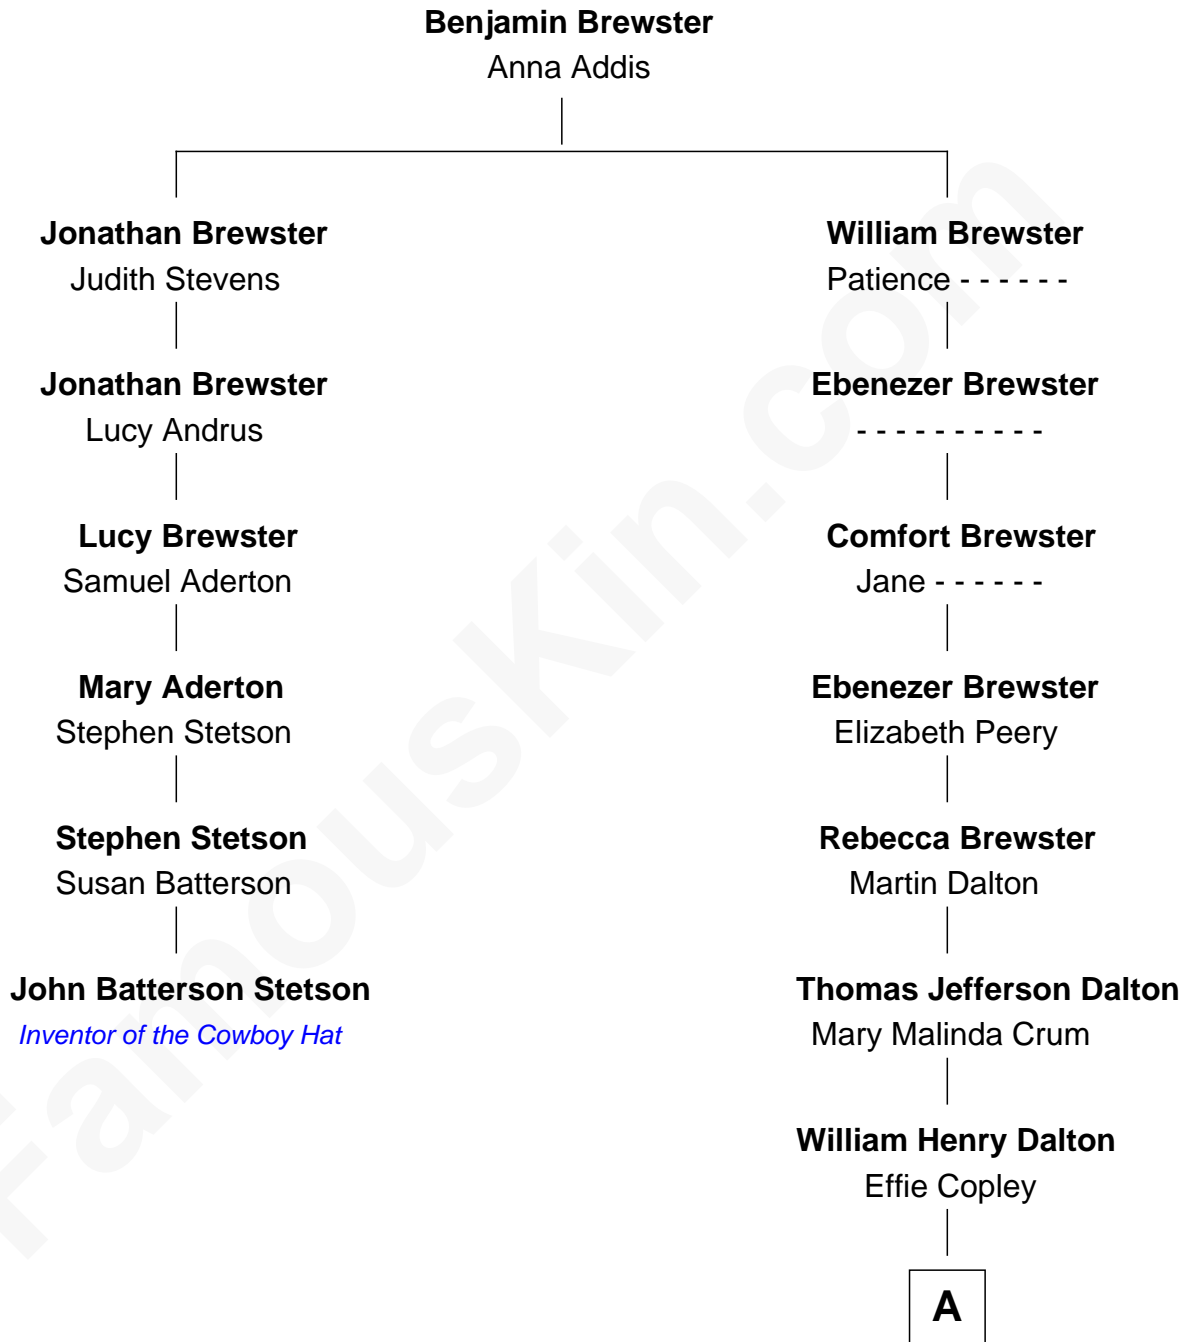 Benjamin Brewster
Anna Addis
Jonathan Brewster
Judith Stevens
Jonathan Brewster
Lucy Andrus
Lucy Brewster
Samuel Aderton
Mary Aderton
Stephen Stetson
Stephen Stetson
Susan Batterson
John Batterson Stetson
Inventor of the Cowboy Hat
William Brewster
Patience - - - - - -
Ebenezer Brewster
- - - - - - - - - -
Comfort Brewster
Jane - - - - - -
Ebenezer Brewster
Elizabeth Peery
Rebecca Brewster
Martin Dalton
Thomas Jefferson Dalton
Mary Malinda Crum
William Henry Dalton
Effie Copley
A
FamousKin.com